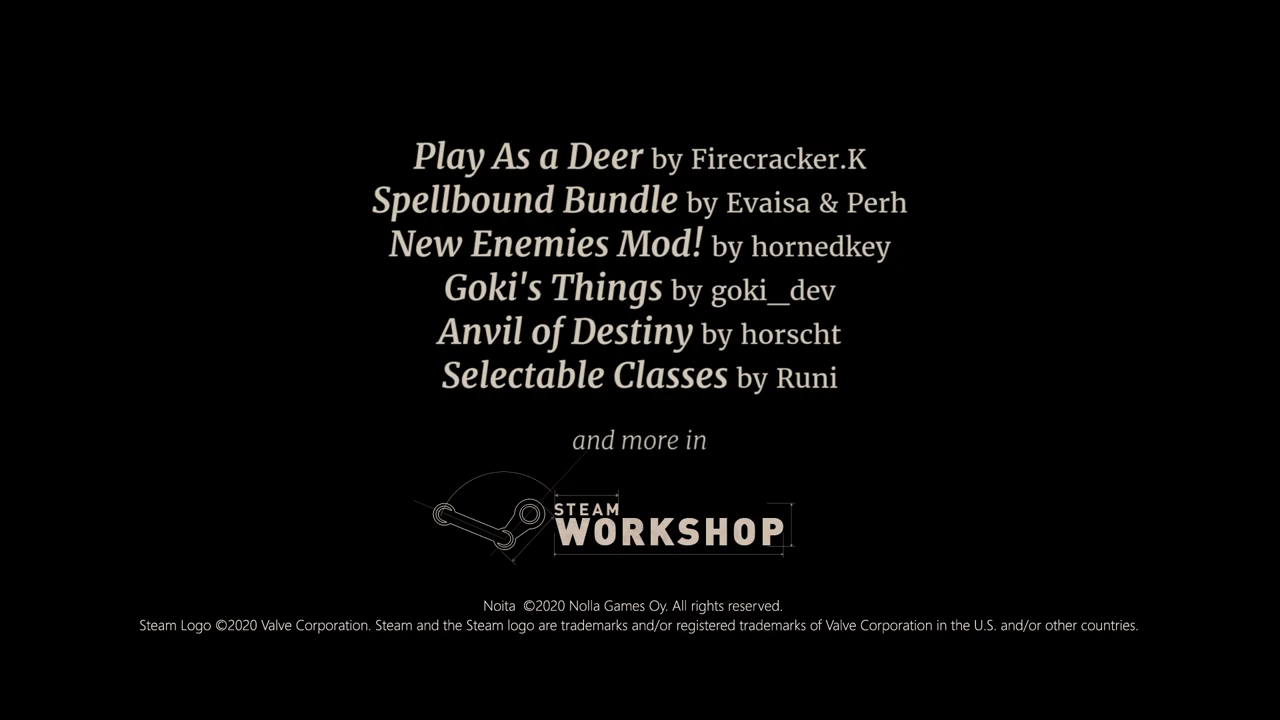 Play As a Deer by Firecracker.K
Spellbound Bundle by Evaisa & Perh
New Enemies Mod! by hornedkey
Goki's Things by goki_dev
Anvil of Destiny by horscht
Selectable Classes by Runi
and more in
STEAM
WORKSHOP
Noita ©2020 Nolla Games Oy. All rights reserved.
Steam Logo ©2020 Valve Corporation. Steam and the Steam logo are trademarks and/or registered trademarks of Valve Corporation in the U.S. and/or other countries.